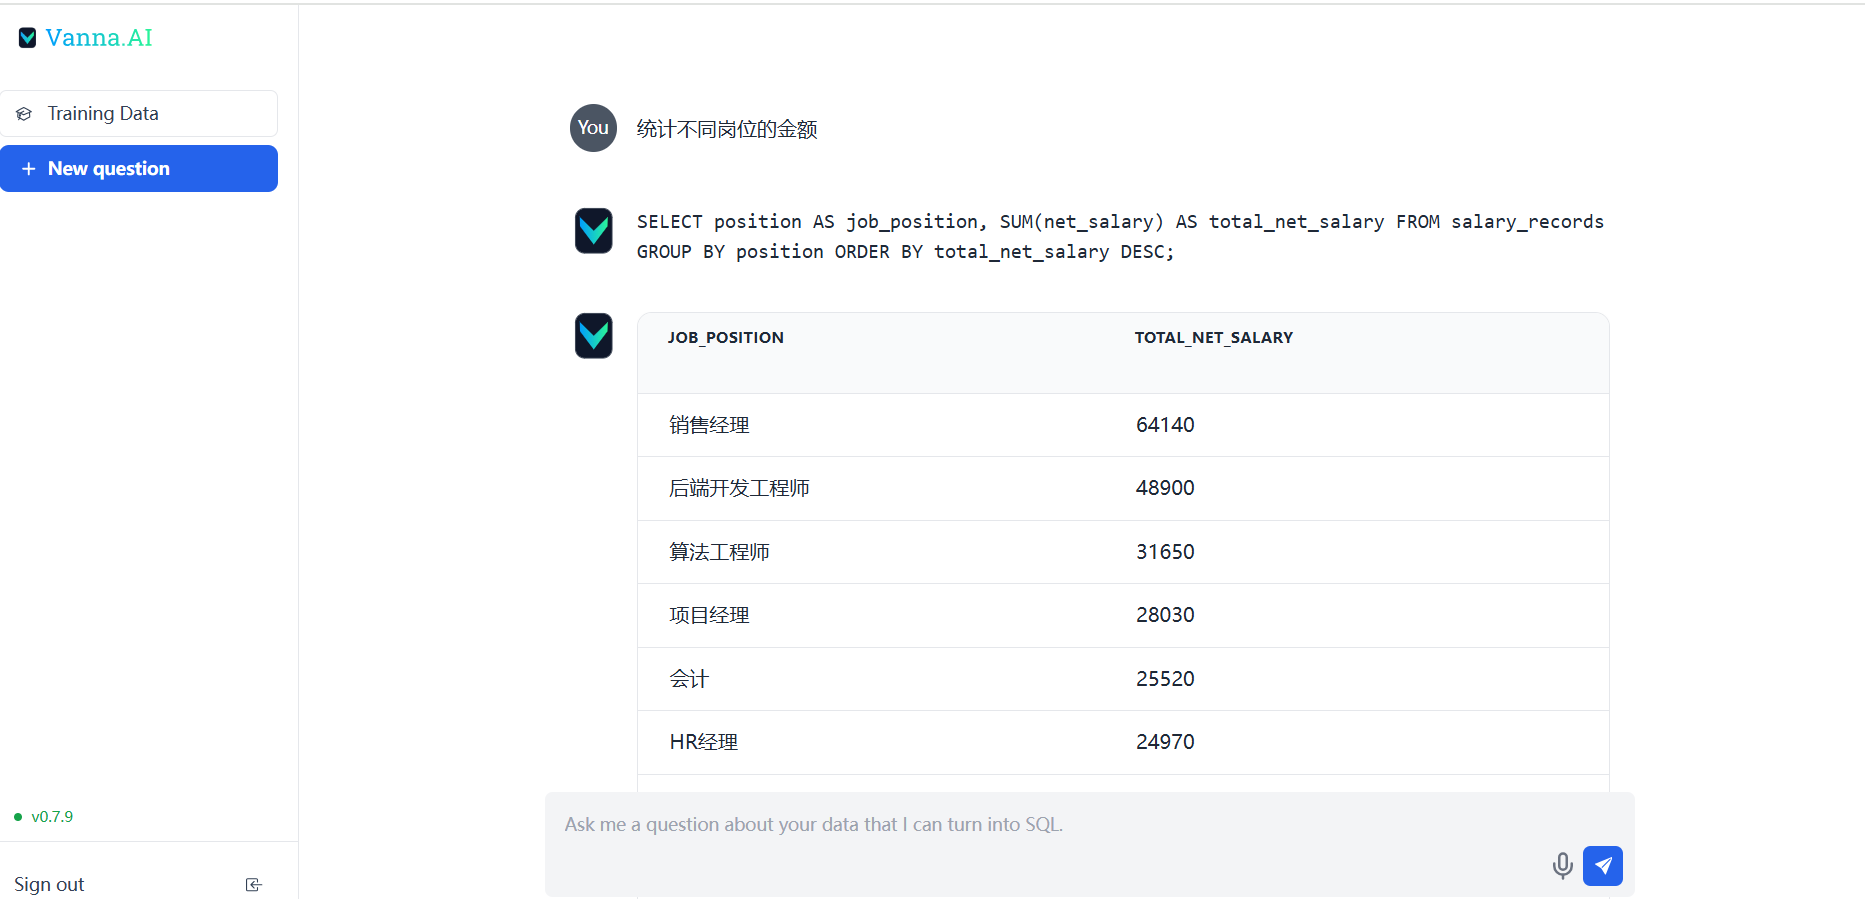 Vanna.AI
Training Data
+ New question
You
统计不同岗位的金额
SELECT position AS job_position, SUM(net_salary) AS total_net_salary FROM salary_records
GROUP BY position ORDER BY total_net_salary DESC;
JOB_POSITION TOTAL_NET_SALARY
销售经理 64140
后端开发工程师 48900
算法工程师 31650
项目经理 28030
会计 25520
HR经理 24970
v0.7.9
Ask me a question about your data that I can turn into SQL.
Sign out